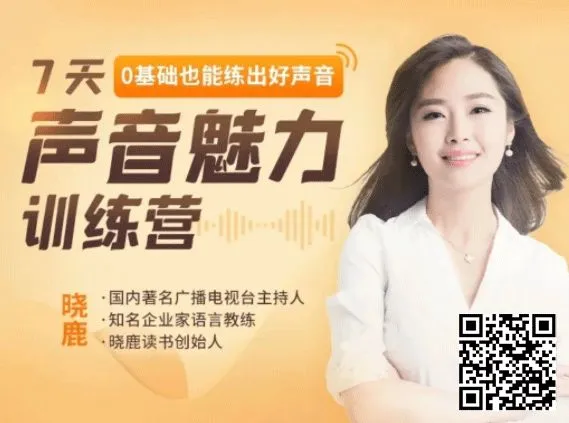 7天 0基础也能练出好声音
声音魅力
训练营
晓鹿
·国内著名广播电视台主持人
·知名企业家语言教练
·晓鹿读书创始人